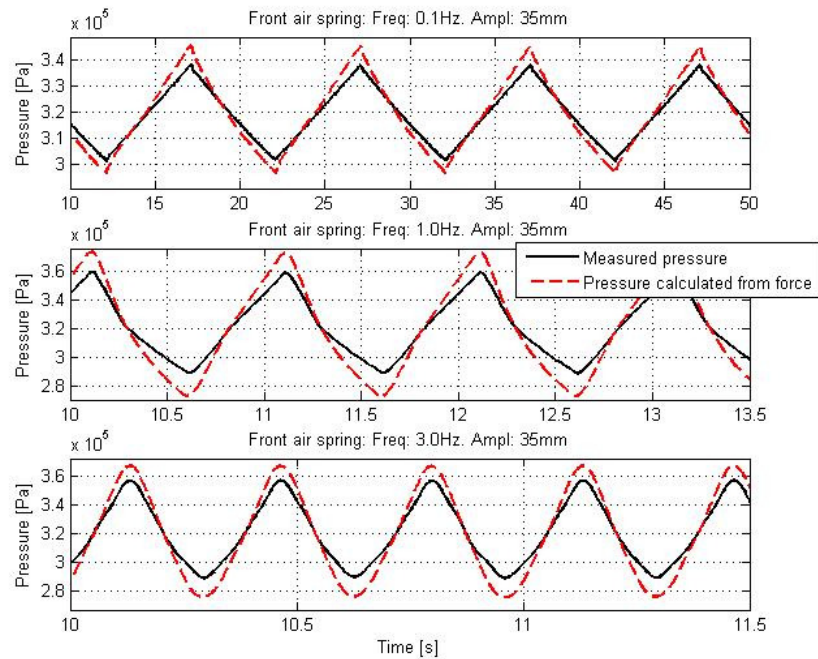 Front air spring: Freq: 0.1Hz. Ampl: 35mm
x 10^5
Pressure [Pa]
3.4
3.3
3.2
3.1
3
10 15 20 25 30 35 40 45 50
Front air spring: Freq: 1.0Hz. Ampl: 35mm
x 10^5
Pressure [Pa]
3.6
3.4
3.2
3
2.8
10 10.5 11 11.5 12 12.5 13 13.5
Measured pressure
Pressure calculated from force
Front air spring: Freq: 3.0Hz. Ampl: 35mm
x 10^5
Pressure [Pa]
3.6
3.4
3.2
3
2.8
10 10.5 11 11.5
Time [s]